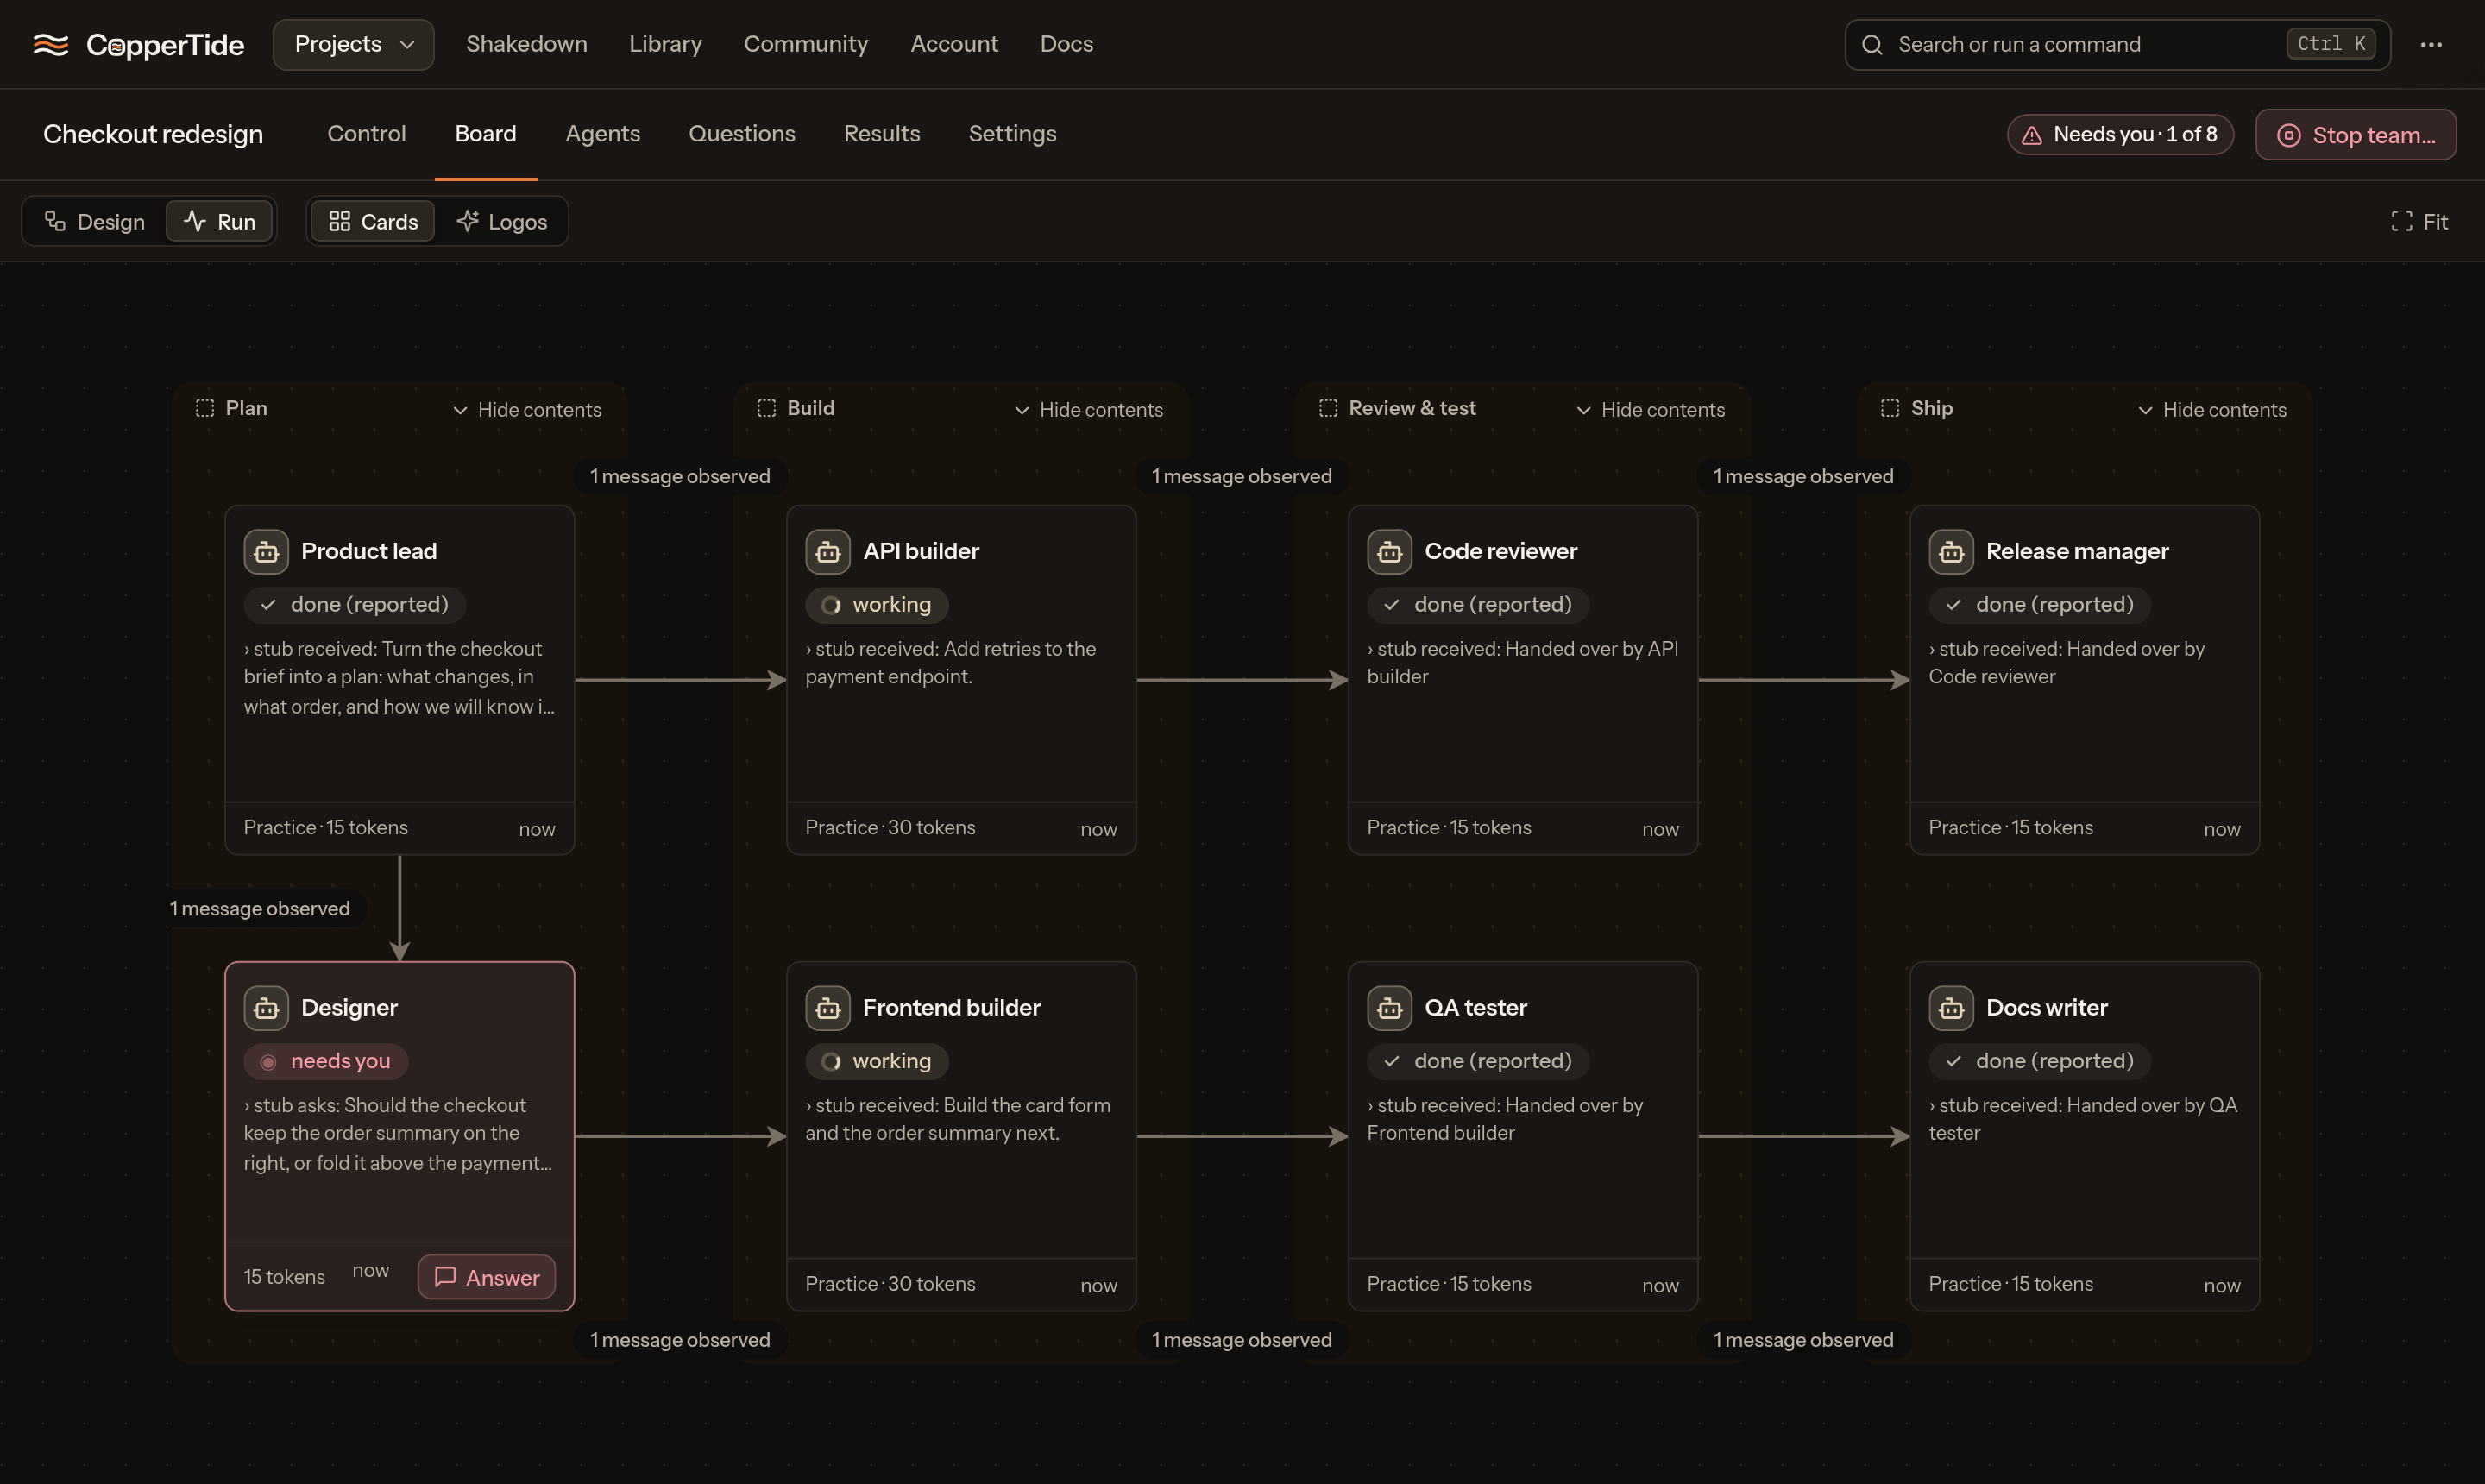 CopperTide
Projects
Shakedown
Library
Community
Account
Docs
Search or run a command
Ctrl K
Checkout redesign
Control
Board
Agents
Questions
Results
Settings
Needs you · 1 of 8
Stop team...
Design
Run
Cards
Logos
Fit
Plan
Hide contents
Build
Hide contents
Review & test
Hide contents
Ship
Hide contents
1 message observed
1 message observed
1 message observed
Product lead
done (reported)
› stub received: Turn the checkout
brief into a plan: what changes, in
what order, and how we will know i...
Practice · 15 tokens
now
API builder
working
› stub received: Add retries to the
payment endpoint.
Practice · 30 tokens
now
Code reviewer
done (reported)
› stub received: Handed over by API
builder
Practice · 15 tokens
now
Release manager
done (reported)
› stub received: Handed over by
Code reviewer
Practice · 15 tokens
now
1 message observed
Designer
needs you
› stub asks: Should the checkout
keep the order summary on the
right, or fold it above the payment...
15 tokens
now
Answer
Frontend builder
working
› stub received: Build the card form
and the order summary next.
Practice · 30 tokens
now
QA tester
done (reported)
› stub received: Handed over by
Frontend builder
Practice · 15 tokens
now
Docs writer
done (reported)
› stub received: Handed over by QA
tester
Practice · 15 tokens
now
1 message observed
1 message observed
1 message observed